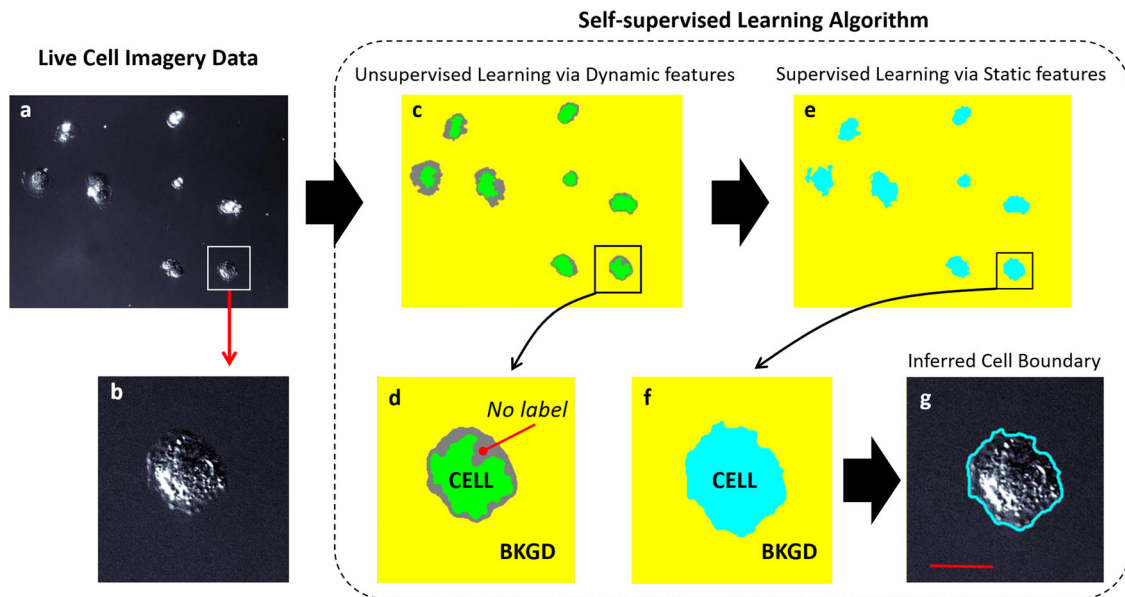 Self-supervised Learning Algorithm
Live Cell Imagery Data
Unsupervised Learning via Dynamic features
Supervised Learning via Static features
a
c
e
Inferred Cell Boundary
b
d
No label
CELL
BKGD
f
CELL
BKGD
g